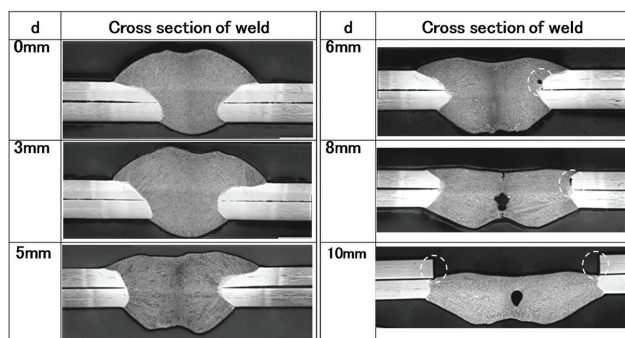 d Cross section of weld
0mm
3mm
5mm
d Cross section of weld
6mm
8mm
10mm